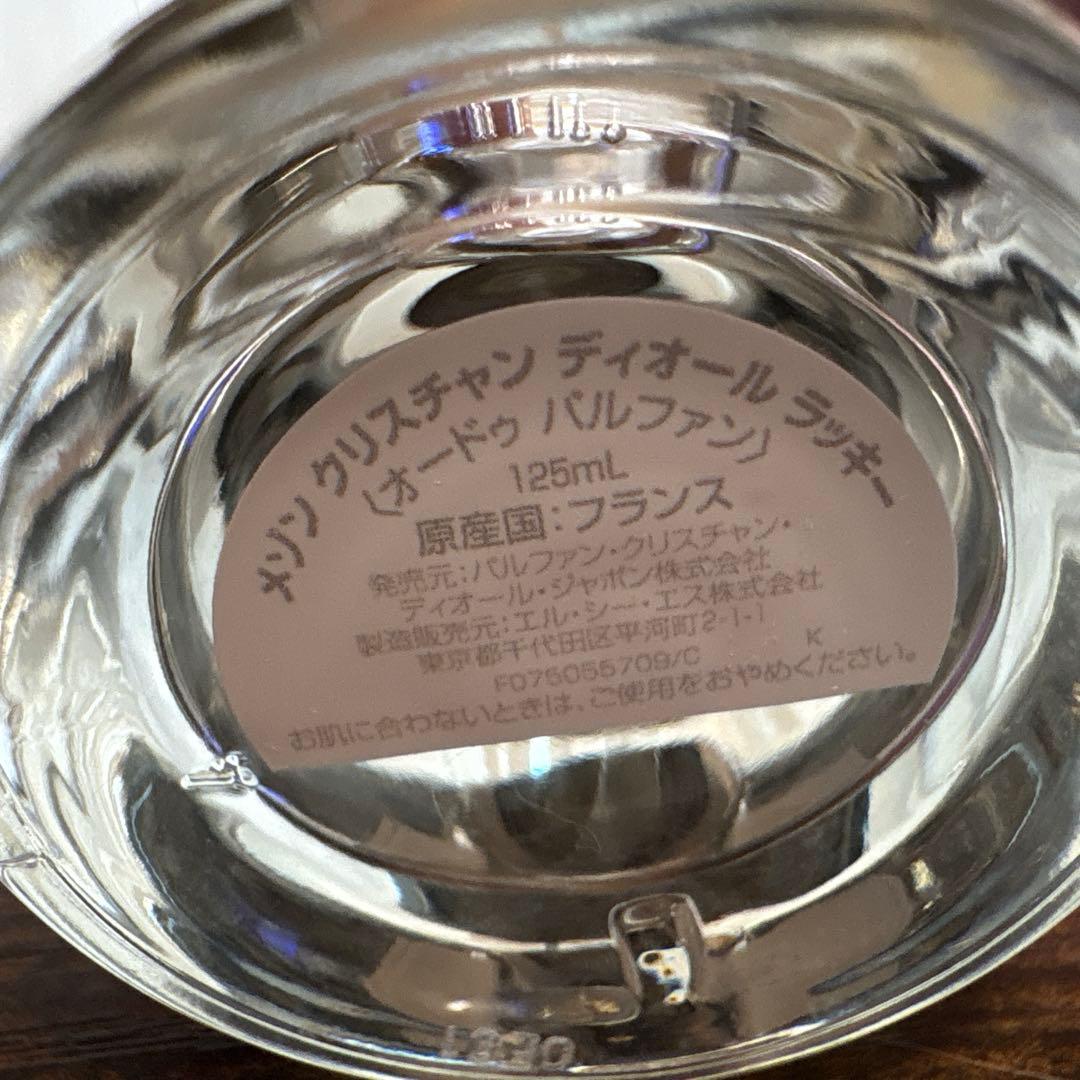 メゾン クリスチャン ディオール ラッキー
(オードゥ パルファン)
125mL
原産国:フランス
発売元:パルファン・クリスチャン・
ディオール・ジャポン株式会社
製造販売元:エル・シー・エス株式会社
東京都千代田区平河町2-1-1
K
F075055709/C
お肌に合わないときは、ご使用をおやめください。